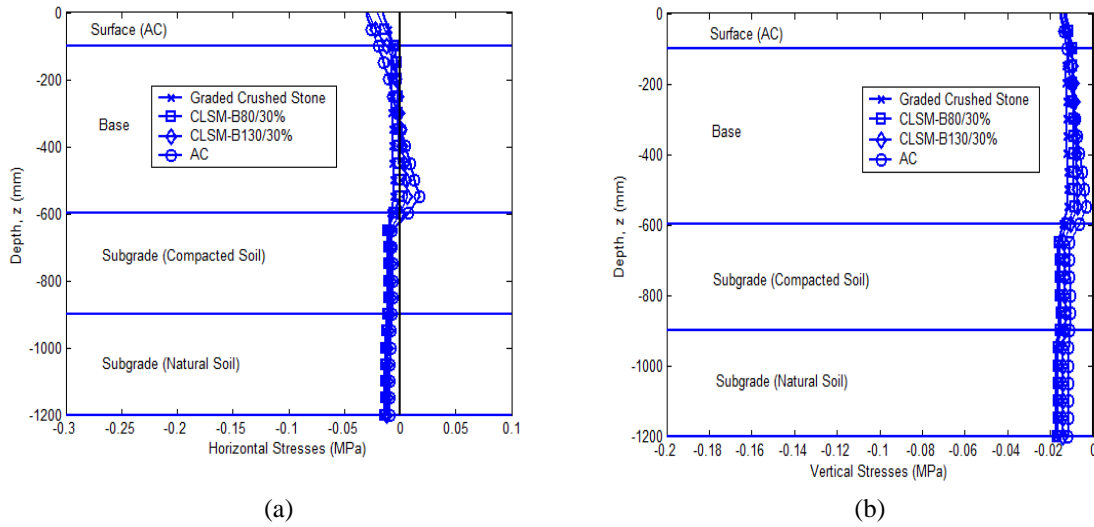 0
-200
-400
-600
-800
-1000
-1200
Depth, z (mm)
Surface (AC)
Base
Graded Crushed Stone
CLSM-B80/30%
CLSM-B130/30%
AC
Subgrade (Compacted Soil)
Subgrade (Natural Soil)
-0.3 -0.25 -0.2 -0.15 -0.1 -0.05 0 0.05 0.1
Horizontal Stresses (MPa)
(a)
0
-200
-400
-600
-800
-1000
-1200
Depth, z (mm)
Surface (AC)
Base
Graded Crushed Stone
CLSM-B80/30%
CLSM-B130/30%
AC
Subgrade (Compacted Soil)
Subgrade (Natural Soil)
-0.2 -0.18 -0.16 -0.14 -0.12 -0.1 -0.08 -0.06 -0.04 -0.02 0
Vertical Stresses (MPa)
(b)